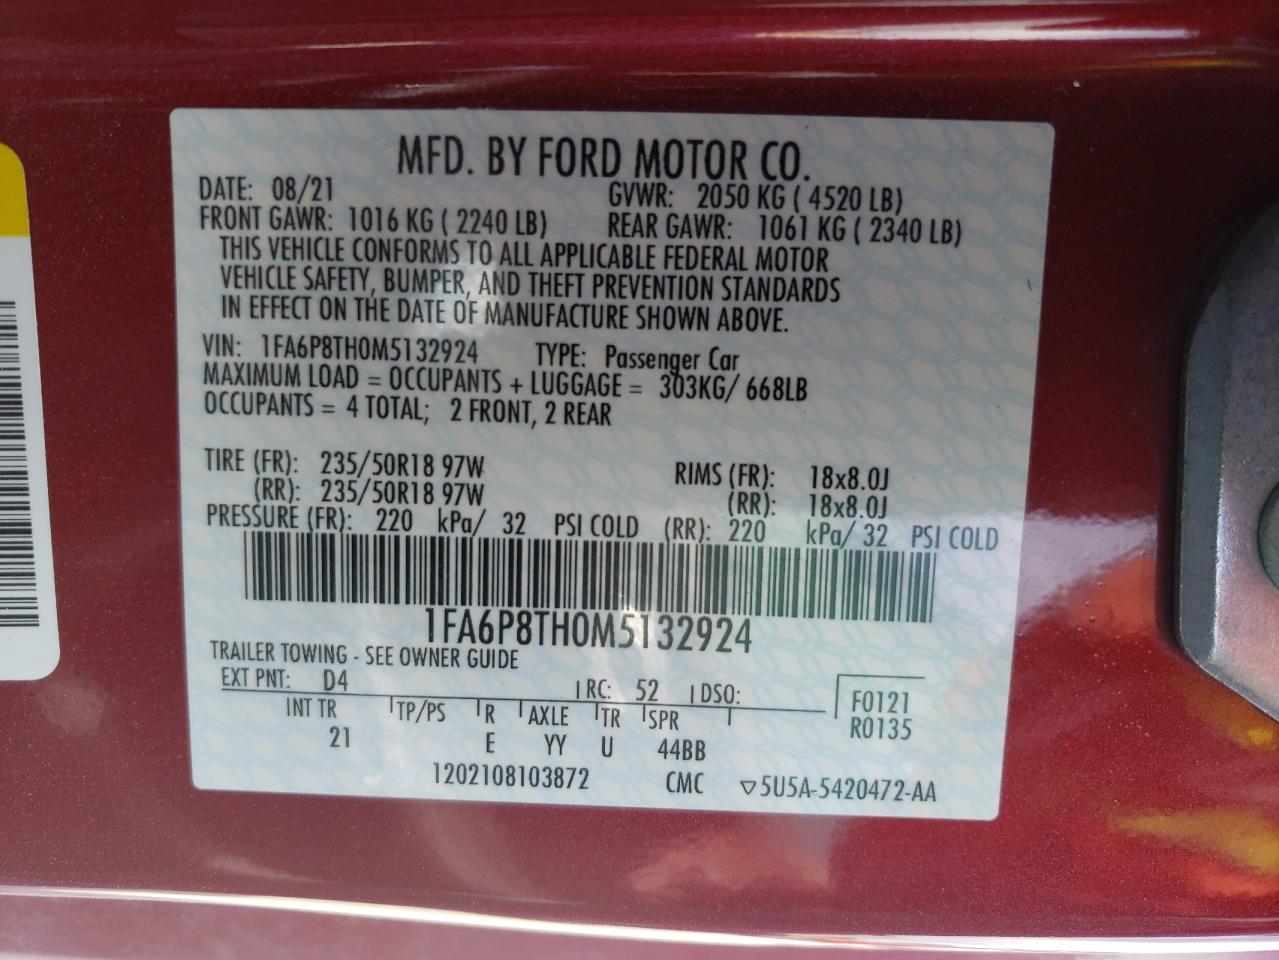 MFD. BY FORD MOTOR CO.
DATE: 08/21 GVWR: 2050 KG ( 4520 LB)
FRONT GAWR: 1016 KG ( 2240 LB) REAR GAWR: 1061 KG ( 2340 LB)
THIS VEHICLE CONFORMS TO ALL APPLICABLE FEDERAL MOTOR
VEHICLE SAFETY, BUMPER, AND THEFT PREVENTION STANDARDS
IN EFFECT ON THE DATE OF MANUFACTURE SHOWN ABOVE.
VIN: 1FA6P8TH0M5132924 TYPE: Passenger Car
MAXIMUM LOAD = OCCUPANTS + LUGGAGE = 303KG/ 668LB
OCCUPANTS = 4 TOTAL; 2 FRONT, 2 REAR
TIRE (FR): 235/50R18 97W RIMS (FR): 18x8.0J
(RR): 235/50R18 97W (RR): 18x8.0J
PRESSURE (FR): 220 kPa/ 32 PSI COLD (RR): 220 kPa/ 32 PSI COLD
1FA6P8TH0M5132924
TRAILER TOWING - SEE OWNER GUIDE
EXT PNT: D4 RC: 52 DSO: F0121
INT TR TP/PS R AXLE TR SPR R0135
21 E YY U 44BB
1202108103872 CMC ▽5U5A-5420472-AA